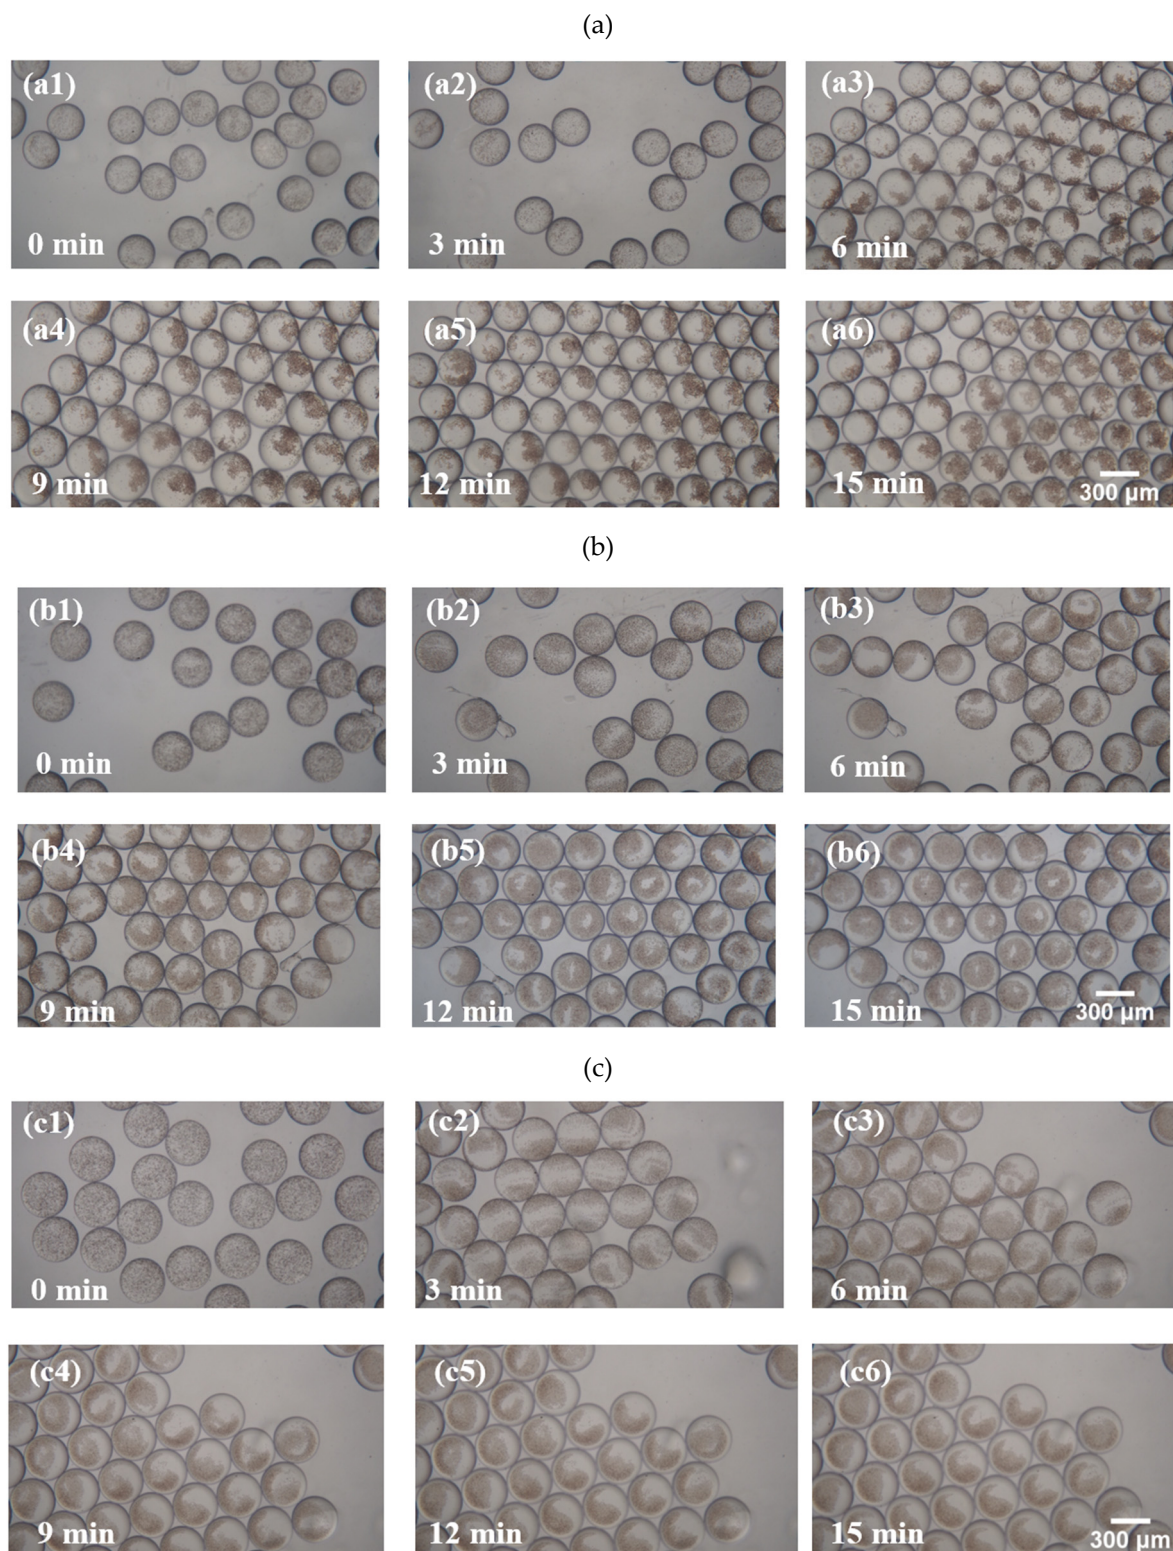 (a)
(a1)
(a2)
(a3)
0 min
3 min
6 min
(a4)
(a5)
(a6)
9 min
12 min
15 min
300 µm
(b)
(b1)
(b2)
(b3)
0 min
3 min
6 min
(b4)
(b5)
(b6)
9 min
12 min
15 min
300 µm
(c)
(c1)
(c2)
(c3)
0 min
3 min
6 min
(c4)
(c5)
(c6)
9 min
12 min
15 min
300 µm